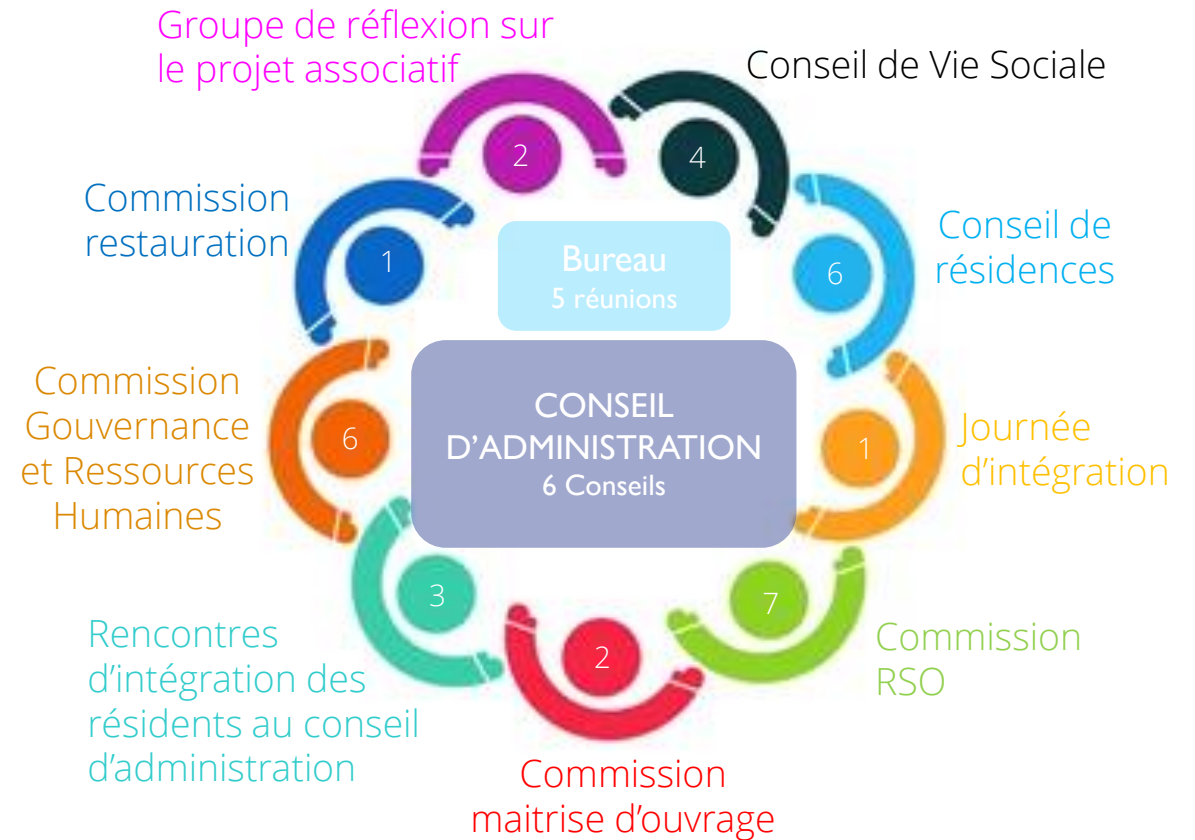 Groupe de réflexion sur
le projet associatif
2
Conseil de Vie Sociale
4
Commission
restauration
1
Bureau
5 réunions
Conseil de
résidences
6
Commission
Gouvernance
et Ressources
Humaines
6
CONSEIL
D'ADMINISTRATION
6 Conseils
Journée
d'intégration
1
Rencontres
d'intégration des
résidents au conseil
d'administration
3
Commission
maitrise d'ouvrage
2
Commission
RSO
7